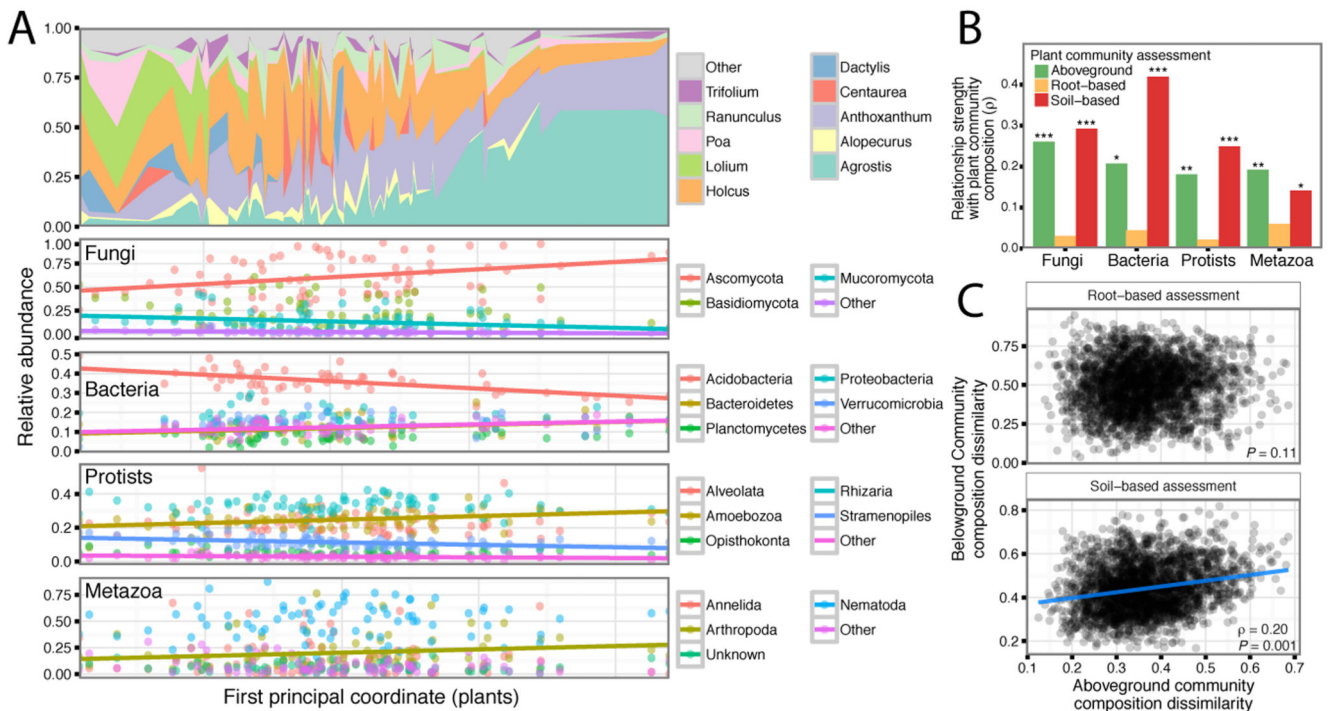 A
1.00
0.75
0.50
0.25
0.00
Other
Trifolium
Ranunculus
Poa
Lolium
Holcus
Dactylis
Centaurea
Anthoxanthum
Alopecurus
Agrostis
Relative abundance
Fungi
1.00
0.75
0.50
0.25
0.00
Ascomycota
Basidiomycota
Mucoromycota
Other
Bacteria
0.5
0.4
0.3
0.2
0.1
0.0
Acidobacteria
Bacteroidetes
Planctomycetes
Proteobacteria
Verrucomicrobia
Other
Protists
0.4
0.2
0.0
Alveolata
Amoebozoa
Opisthokonta
Rhizaria
Stramenopiles
Other
Metazoa
0.75
0.50
0.25
0.00
Annelida
Arthropoda
Unknown
Nematoda
Other
First principal coordinate (plants)
B
Relationship strength
with plant community
composition (ρ)
0.4
0.3
0.2
0.1
0.0
Plant community assessment
Aboveground
Root-based
Soil-based
***
***
*
***
**
***
**
*
Fungi
Bacteria
Protists
Metazoa
C
Belowground Community
composition dissimilarity
Root-based assessment
0.75
0.50
0.25
0.00
P = 0.11
Soil-based assessment
0.8
0.6
0.4
0.2
ρ = 0.20
P = 0.001
0.1 0.2 0.3 0.4 0.5 0.6 0.7
Aboveground community
composition dissimilarity